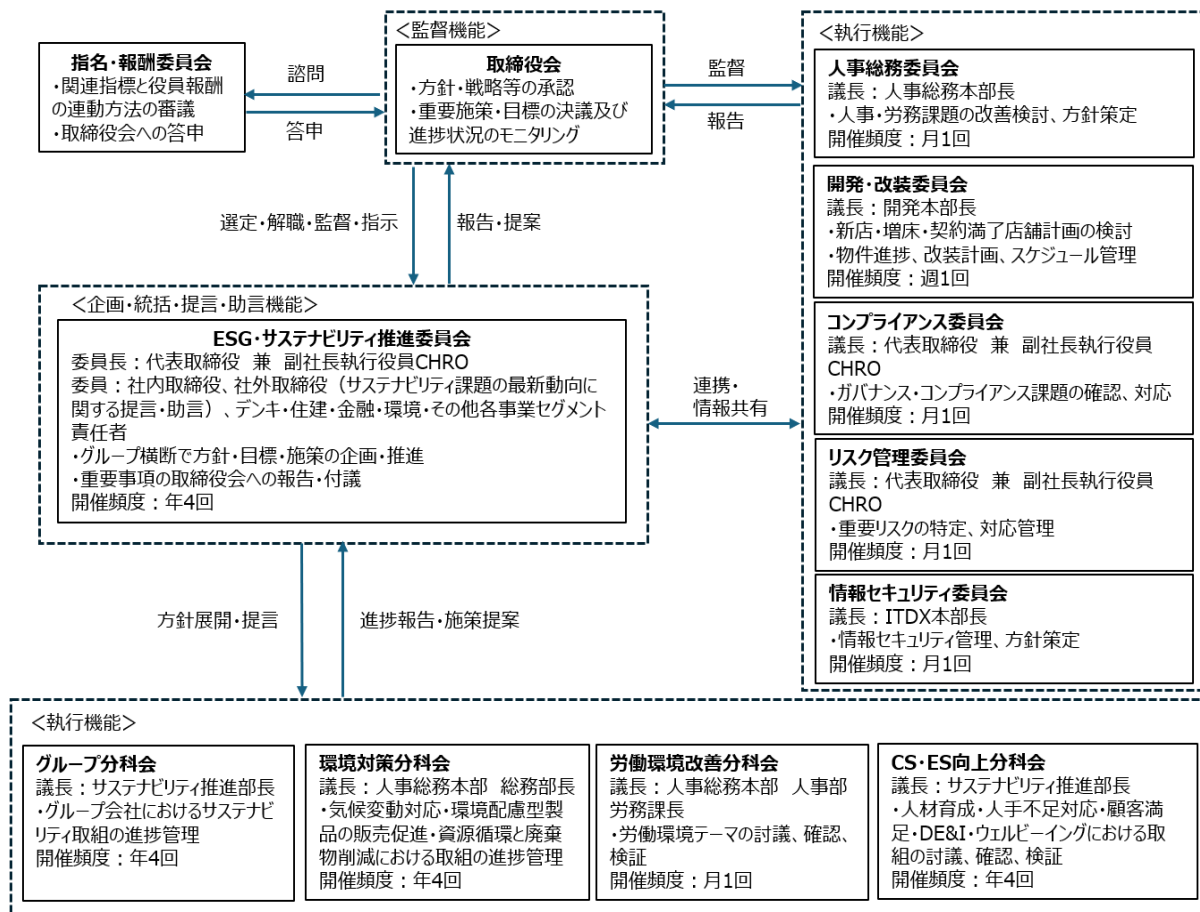 指名・報酬委員会
・関連指標と役員報酬
の連動方法の審議
・取締役会への答申
諮問
答申
＜監督機能＞
取締役会
・方針・戦略等の承認
・重要施策・目標の決議及び
進捗状況のモニタリング
監督
報告
選定・解職・監督・指示
報告・提案
＜企画・統括・提言・助言機能＞
ESG・サステナビリティ推進委員会
委員長：代表取締役 兼 副社長執行役員CHRO
委員：社内取締役、社外取締役（サステナビリティ課題の最新動向に
関する提言・助言）、デンキ・住建・金融・環境・その他各事業セグメント
責任者
・グループ横断で方針・目標・施策の企画・推進
・重要事項の取締役会への報告・付議
開催頻度：年4回
連携・
情報共有
＜執行機能＞
人事総務委員会
議長：人事総務本部長
・人事・労務課題の改善検討、方針策定
開催頻度：月1回
開発・改装委員会
議長：開発本部長
・新店・増床・契約満了店舗計画の検討
・物件進捗、改装計画、スケジュール管理
開催頻度：週1回
コンプライアンス委員会
議長：代表取締役 兼 副社長執行役員
CHRO
・ガバナンス・コンプライアンス課題の確認、対応
開催頻度：月1回
リスク管理委員会
議長：代表取締役 兼 副社長執行役員
CHRO
・重要リスクの特定、対応管理
開催頻度：月1回
情報セキュリティ委員会
議長：ITDX本部長
・情報セキュリティ管理、方針策定
開催頻度：月1回
方針展開・提言
進捗報告・施策提案
＜執行機能＞
グループ分科会
議長：サステナビリティ推進部長
・グループ会社におけるサステナビ
リティ取組の進捗管理
開催頻度：年4回
環境対策分科会
議長：人事総務本部 総務部長
・気候変動対応・環境配慮型製
品の販売促進・資源循環と廃棄
物削減における取組の進捗管理
開催頻度：年4回
労働環境改善分科会
議長：人事総務本部 人事部
労務課長
・労働環境テーマの討議、確認、
検証
開催頻度：月1回
CS・ES向上分科会
議長：サステナビリティ推進部長
・人材育成・人手不足対応・顧客満
足・DE&I・ウェルビーイングにおける取
組の討議、確認、検証
開催頻度：年4回